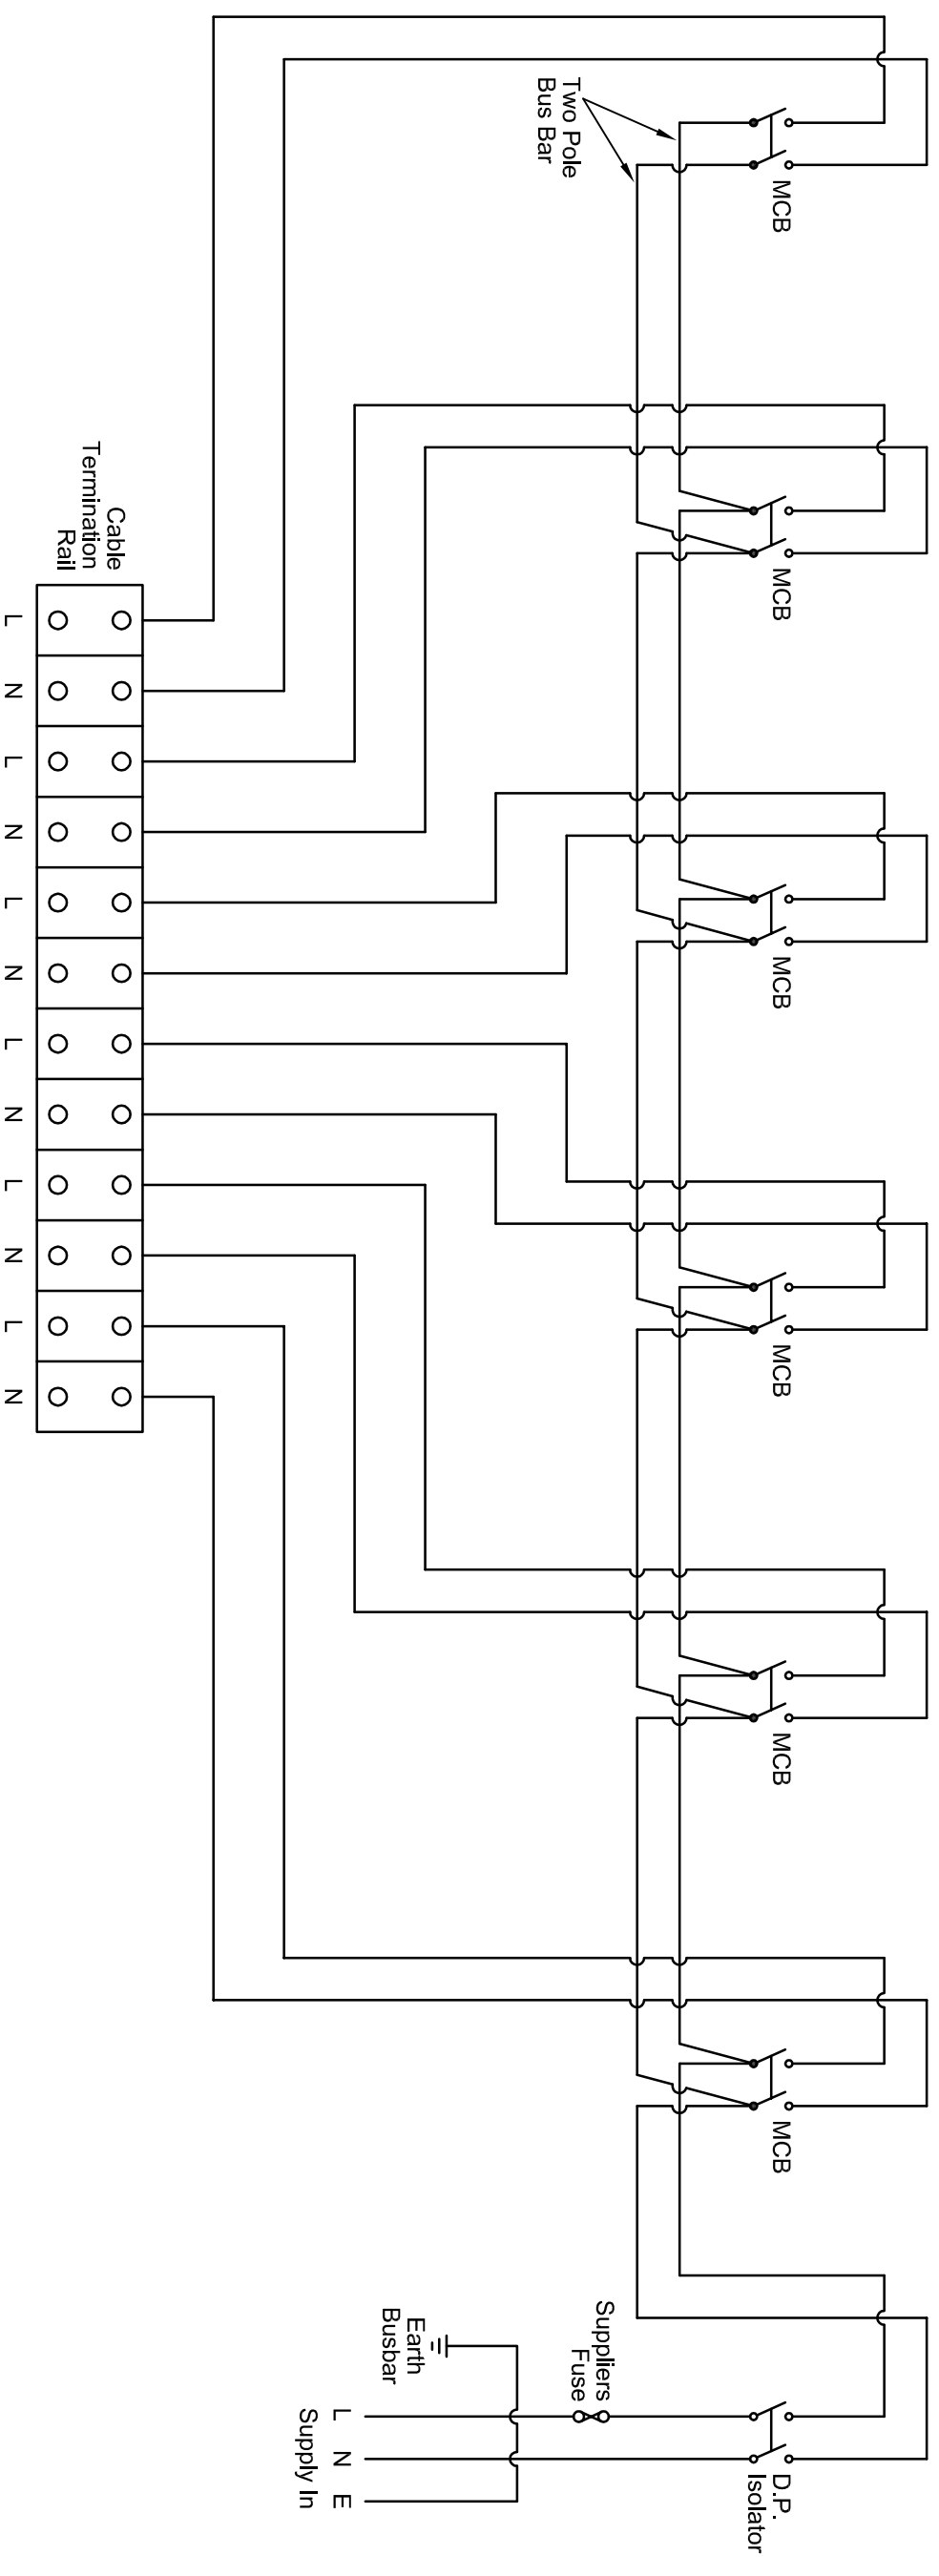 MCB
MCB
MCB
MCB
MCB
MCB
D.P.
Isolator
Two Pole
Bus Bar
Suppliers
Fuse
Cable
Termination
Rail
Earth
Busbar
L N E
Supply In
L N L N L N L N L N L N